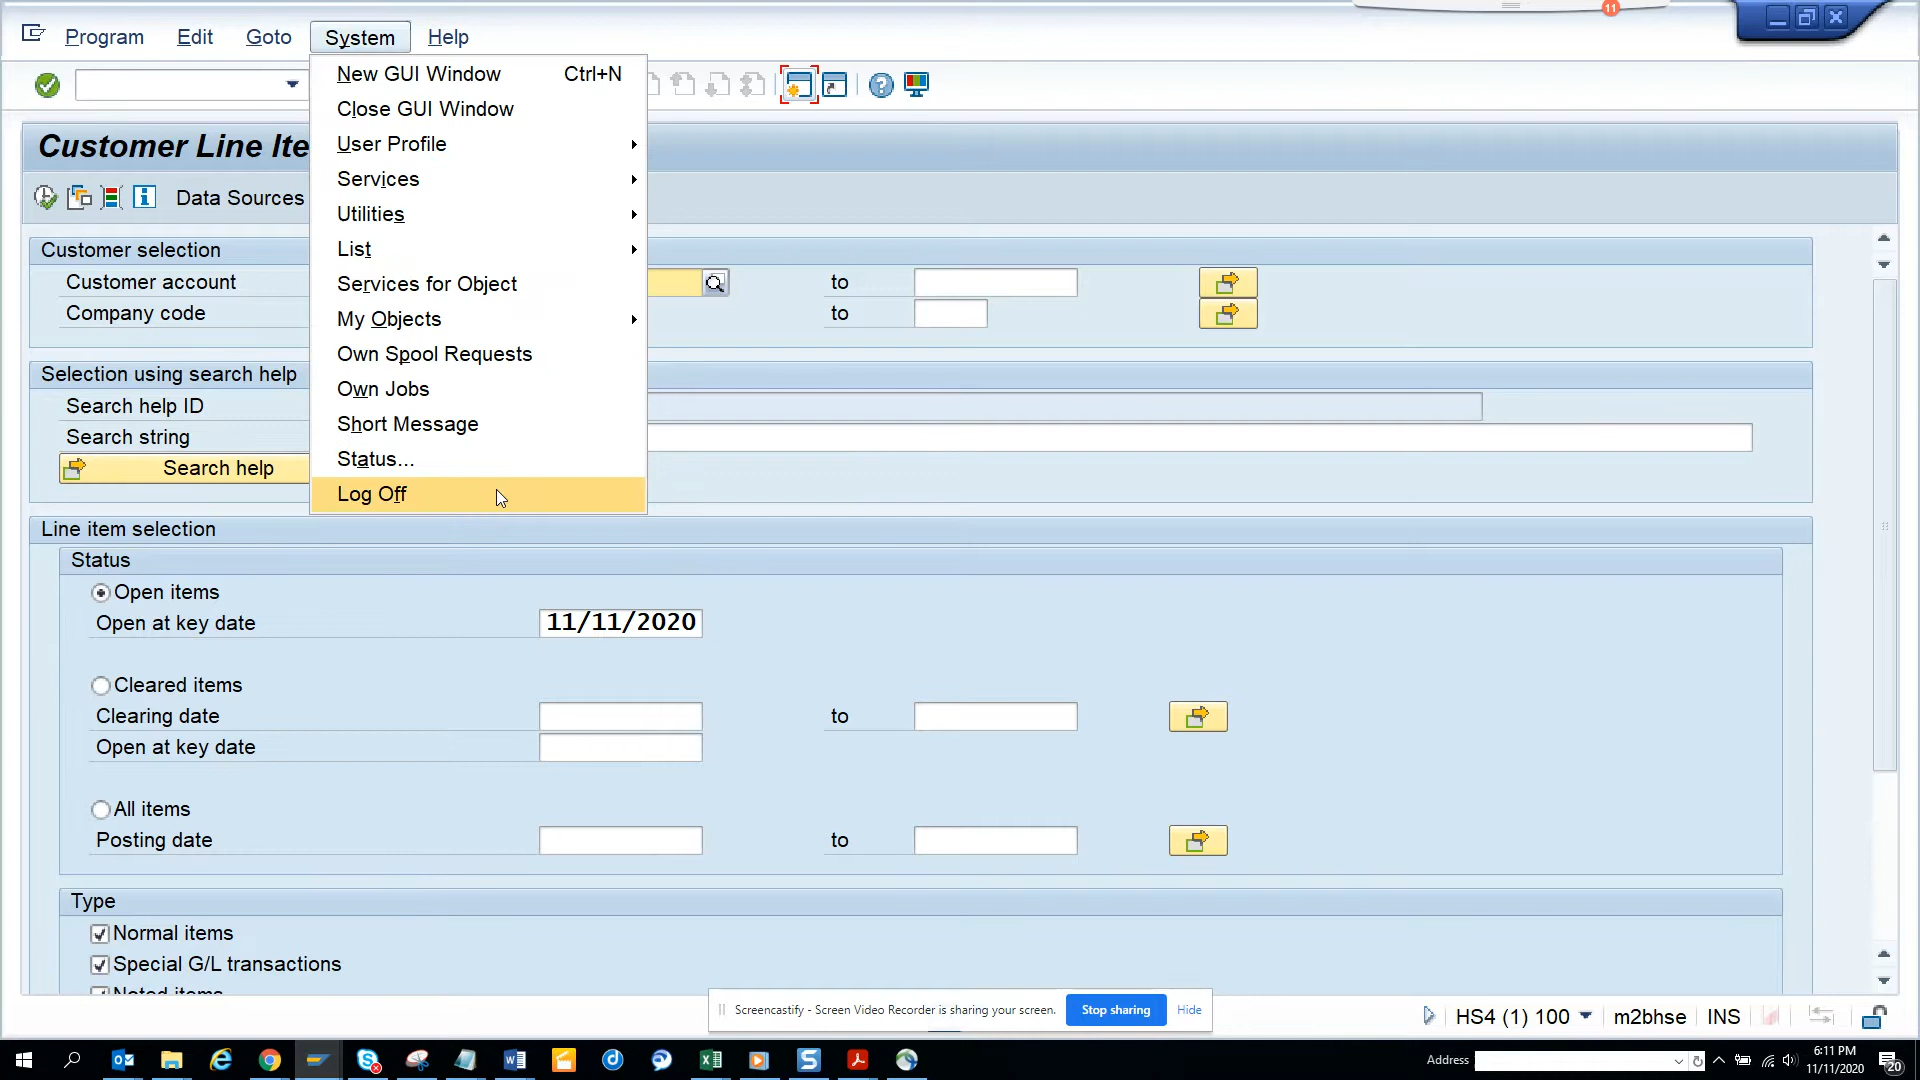 11
Program Edit Goto System Help
New GUI Window Ctrl+N
Close GUI Window
User Profile
Services
Utilities
List
Services for Object
My Objects
Own Spool Requests
Own Jobs
Short Message
Status...
Log Off
Customer Line Ite
Data Sources
Customer selection
Customer account to
Company code to
Selection using search help
Search help ID
Search string
Search help
Line item selection
Status
Open items
Open at key date 11/11/2020
Cleared items
Clearing date to
Open at key date
All items
Posting date to
Type
Normal items
Special G/L transactions
Noted items
Screencastify - Screen Video Recorder is sharing your screen. Stop sharing Hide
HS4 (1) 100 m2bhse INS
Address
6:11 PM
11/11/2020
20